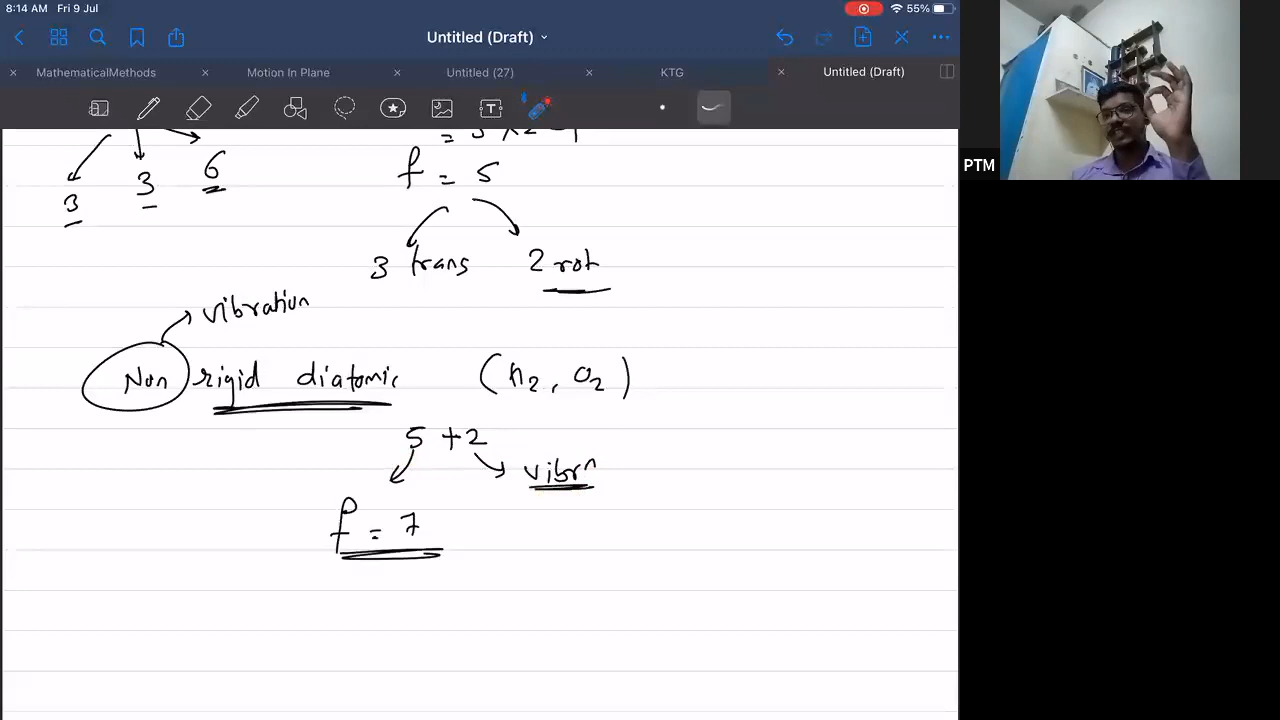 8:14 AM Fri 9 Jul
55%
Untitled (Draft)
MathematicalMethods
Motion In Plane
Untitled (27)
KTG
Untitled (Draft)
PTM
3 3 6
f = 5
3 trans 2 rot
vibration
Non rigid diatomic (h2, O2)
5 + 2
vibrn
f = 7